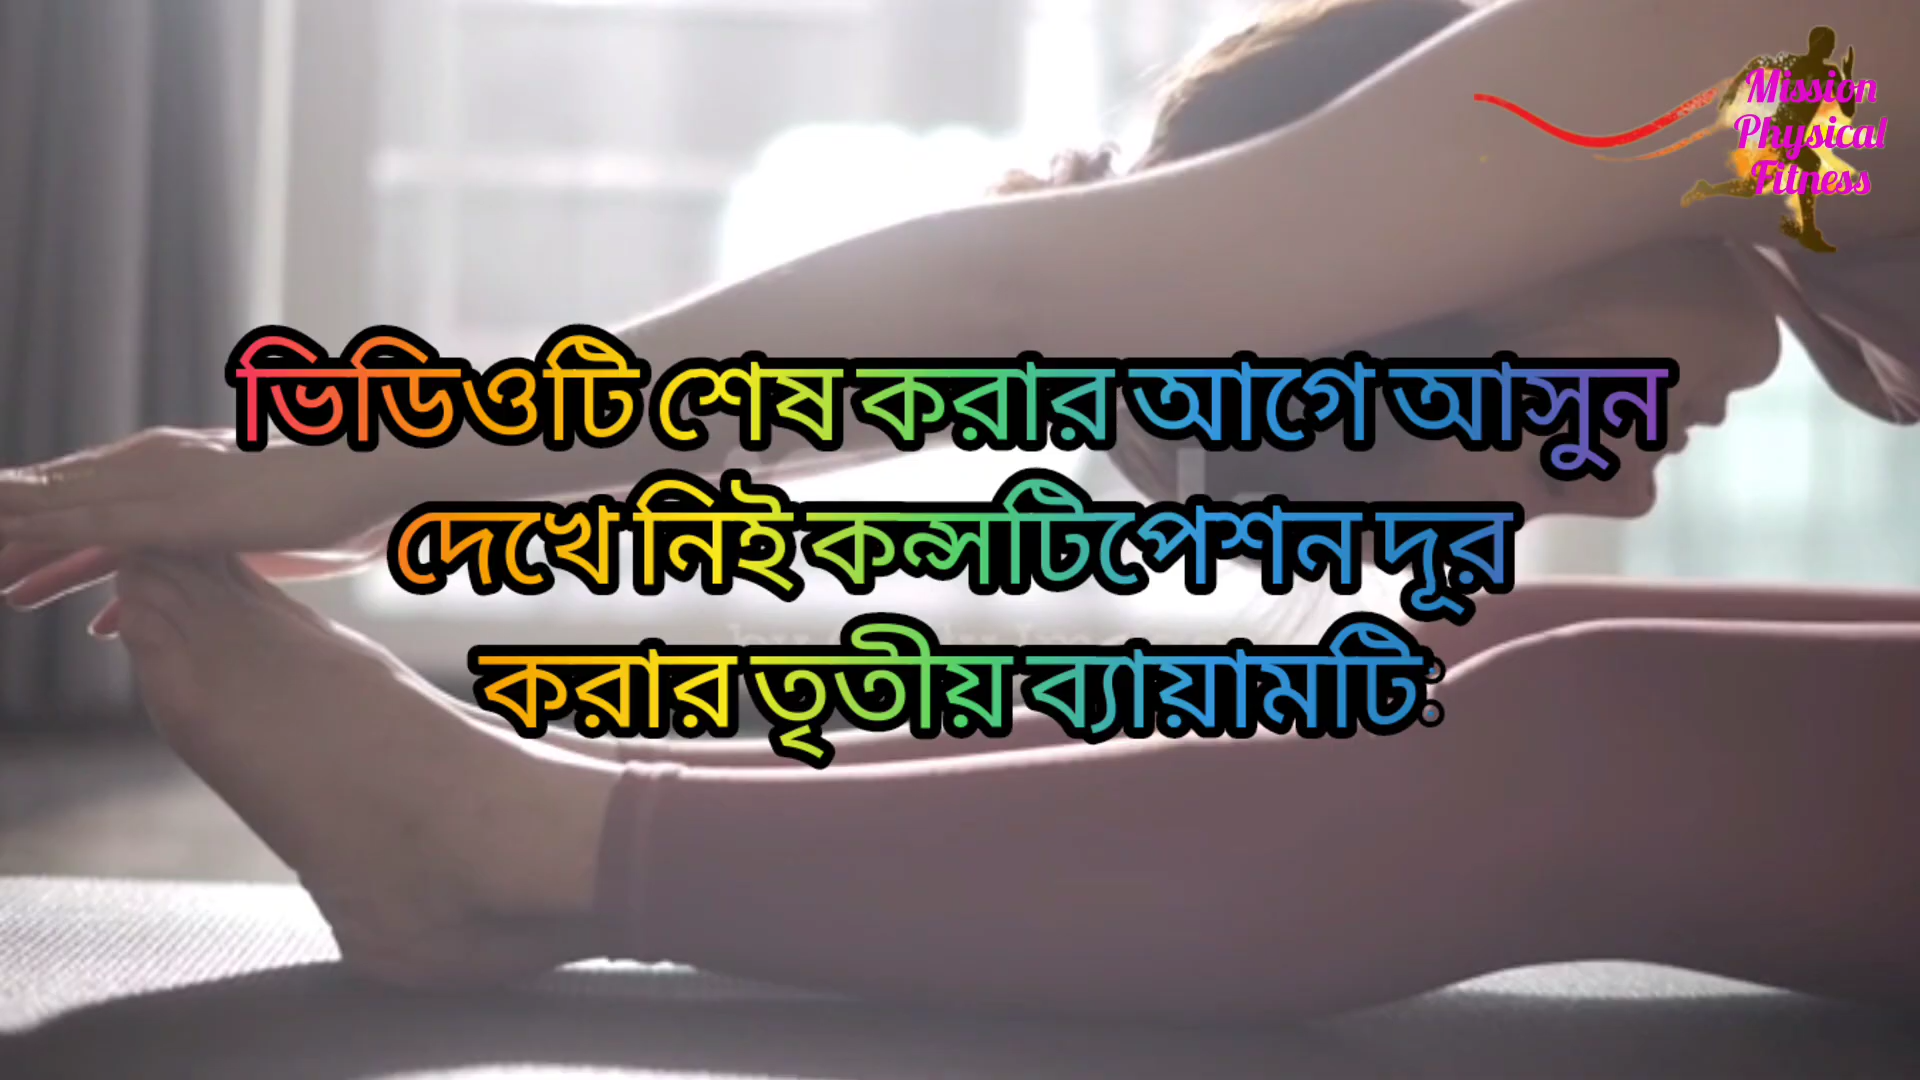 Mission
Physical
Fitness
ভিডিওটি শেষ করার আগে আসুন
দেখে নিই কন্সটিপেশন দূর
করার তৃতীয় ব্যায়ামটি: